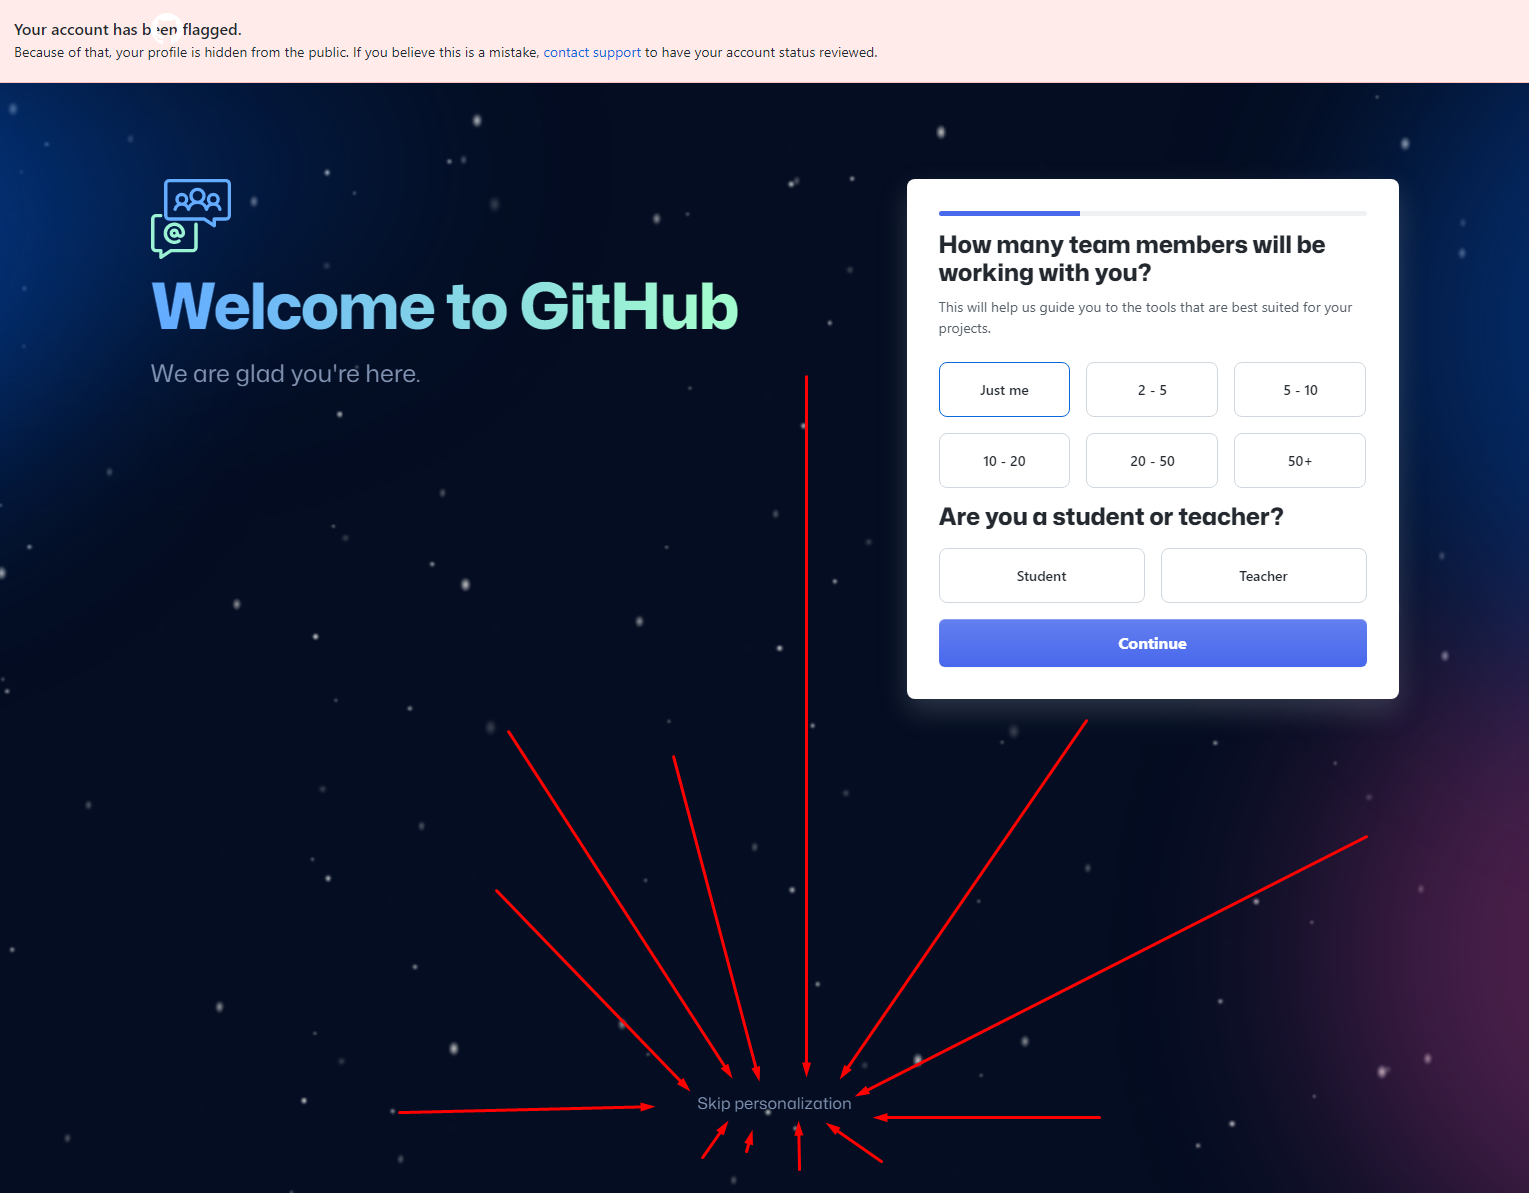 Your account has been flagged.
Because of that, your profile is hidden from the public. If you believe this is a mistake, contact support to have your account status reviewed.
@
Welcome to GitHub
We are glad you're here.
How many team members will be
working with you?
This will help us guide you to the tools that are best suited for your
projects.
Just me
2 - 5
5 - 10
10 - 20
20 - 50
50+
Are you a student or teacher?
Student
Teacher
Continue
Skip personalization